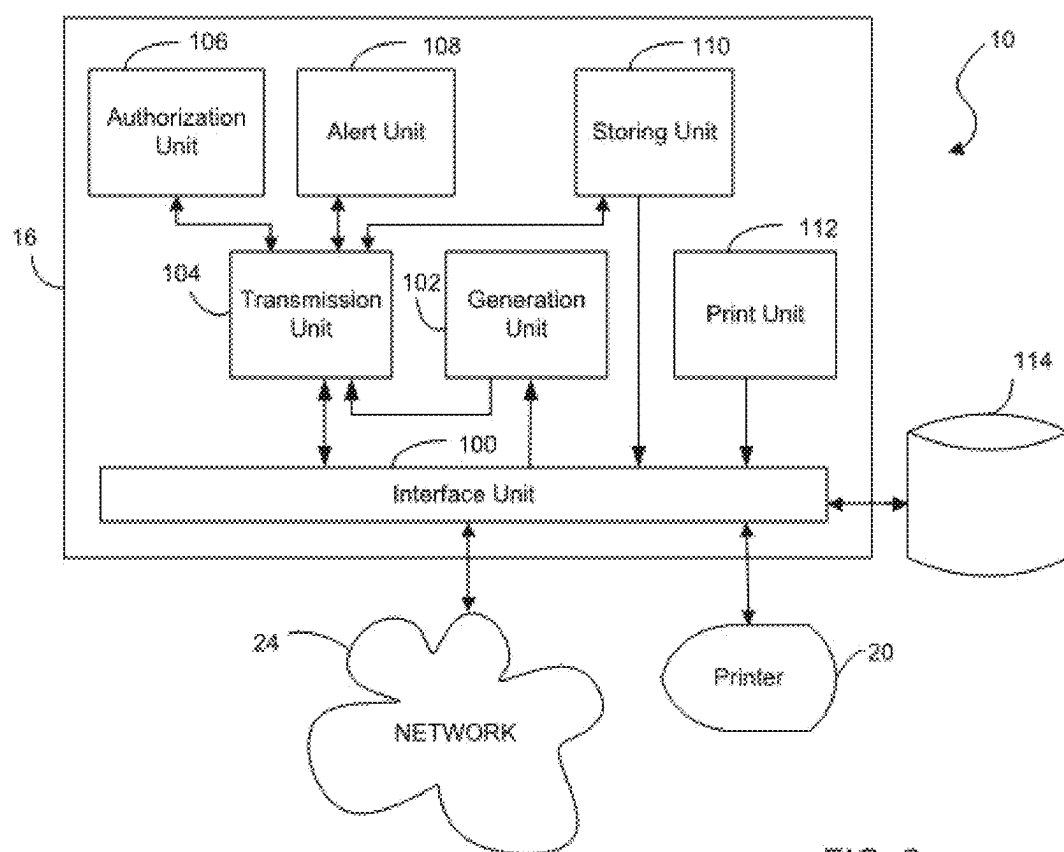 106
108
110
10
Authorization
Unit
Alert Unit
Storing Unit
16
112
104
Transmission
Unit
102
Generation
Unit
Print Unit
114
100
Interface Unit
24
NETWORK
Printer
20